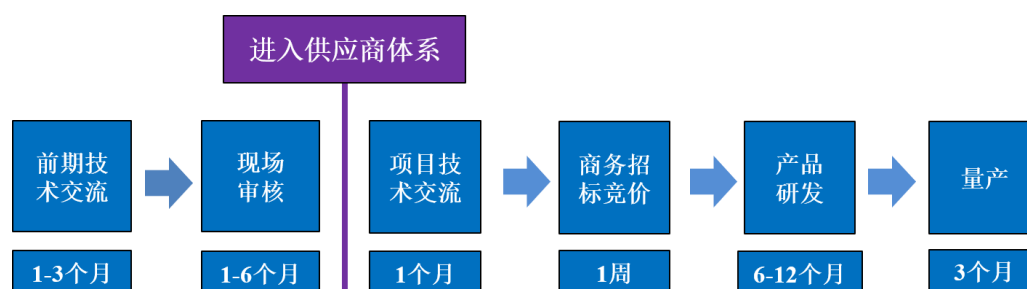 进入供应商体系
前期技
术交流
现场
审核
项目技
术交流
商务招
标竞价
产品
研发
量产
1-3个月
1-6个月
1个月
1周
6-12个月
3个月